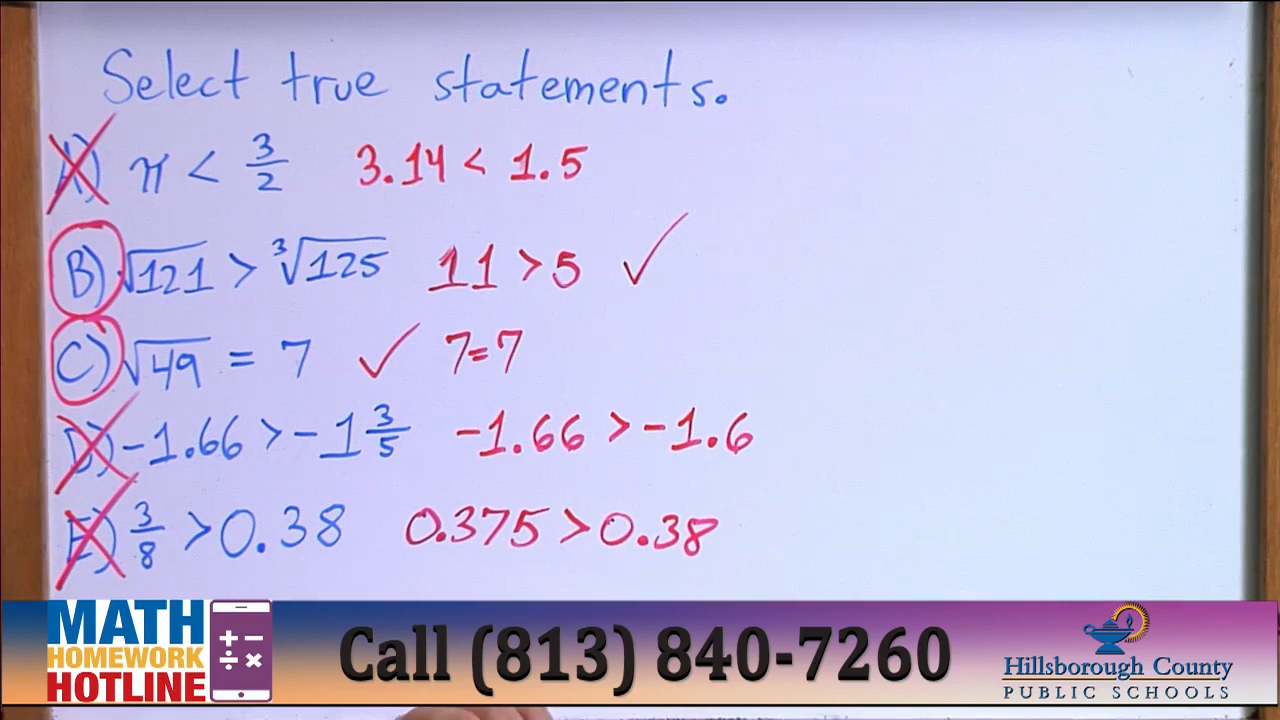 Select true statements.
A) π < 3/2 3.14 < 1.5
B) √121 > ∛125 11 > 5 ✓
C) √49 = 7 ✓ 7=7
D) -1.66 > -1 3/5 -1.66 > -1.6
E) 3/8 > 0.38 0.375 > 0.38
MATH
HOMEWORK
HOTLINE
+ −
÷ ×
Call (813) 840-7260
Hillsborough County
PUBLIC SCHOOLS